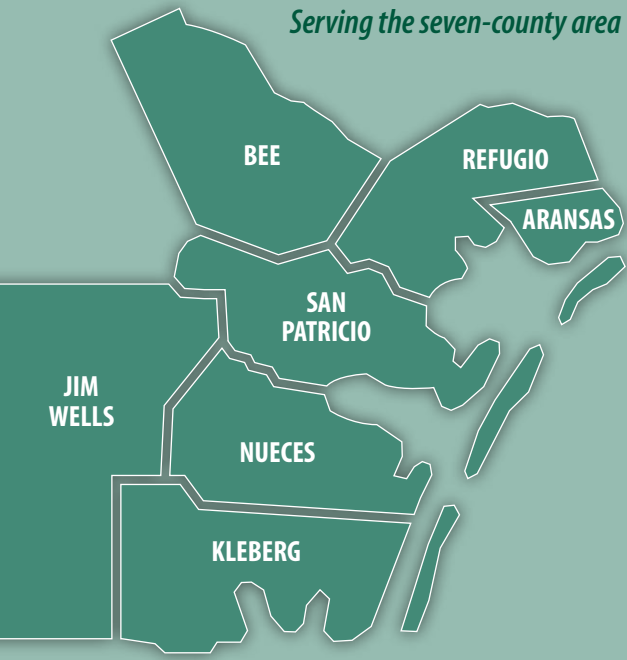 Serving the seven-county area
BEE
REFUGIO
ARANSAS
SAN
PATRICIO
JIM
WELLS
NUECES
KLEBERG